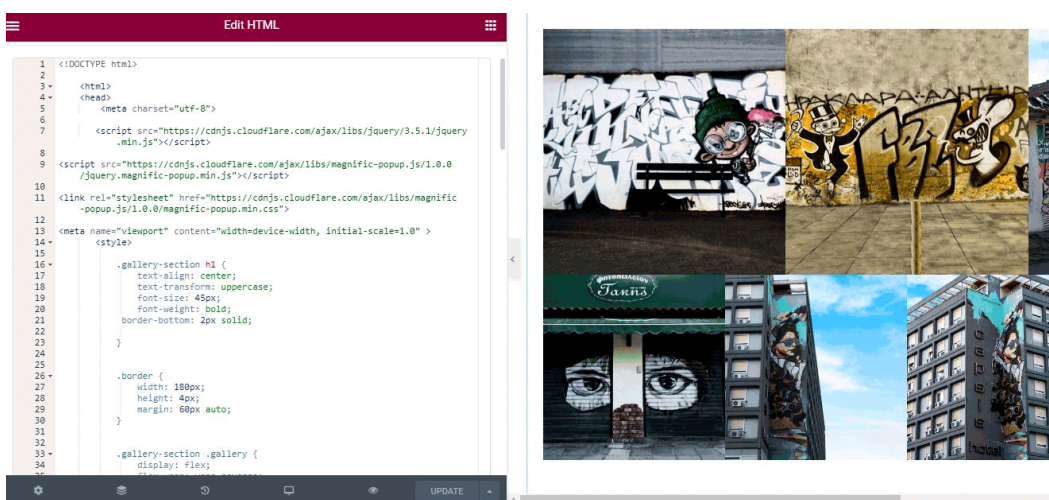 Edit HTML
1 <!DOCTYPE html>
2
3 <html>
4 <head>
5 <meta charset="utf-8">
6
7 <script src="https://cdnjs.cloudflare.com/ajax/libs/jquery/3.5.1/jquery
.min.js"></script>
8
9 <script src="https://cdnjs.cloudflare.com/ajax/libs/magnific-popup.js/1.0.0
/jquery.magnific-popup.min.js"></script>
10
11 <link rel="stylesheet" href="https://cdnjs.cloudflare.com/ajax/libs/magnific
-popup.js/1.0.0/magnific-popup.min.css">
12
13 <meta name="viewport" content="width=device-width, initial-scale=1.0" >
14 <style>
15
16 .gallery-section h1 {
17 text-align: center;
18 text-transform: uppercase;
19 font-size: 45px;
20 font-weight: bold;
21 border-bottom: 2px solid;
22
23 }
24
25
26 .border {
27 width: 180px;
28 height: 4px;
29 margin: 60px auto;
30 }
31
32
33 .gallery-section .gallery {
34 display: flex;
UPDATE
Τακης
capsis
hotel